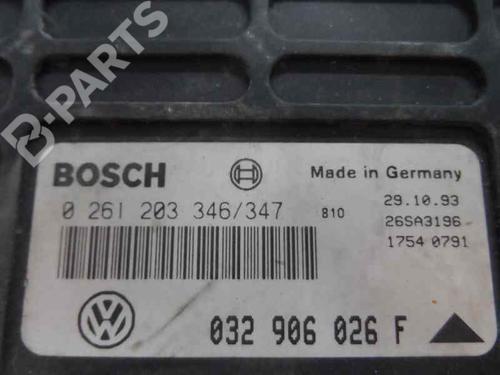 B-PARTS
BOSCH
Made in Germany
0 261 203 346/347 810
29.10.93
26SA3196
1754 0791
032 906 026 F